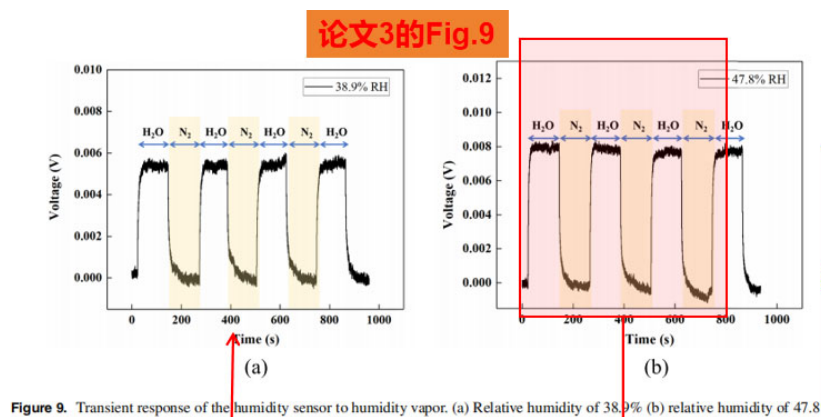 论文3的Fig.9
0.010
0.008
0.006
0.004
0.002
0.000
Voltage (V)
38.9% RH
H₂O N₂ H₂O N₂ H₂O N₂ H₂O
0 200 400 600 800 1000
Time (s)
(a)
0.012
0.010
0.008
0.006
0.004
0.002
0.000
Voltage (V)
47.8% RH
H₂O N₂ H₂O N₂ H₂O N₂ H₂O
0 200 400 600 800 1000
Time (s)
(b)
Figure 9. Transient response of the humidity sensor to humidity vapor. (a) Relative humidity of 38.9% (b) relative humidity of 47.8